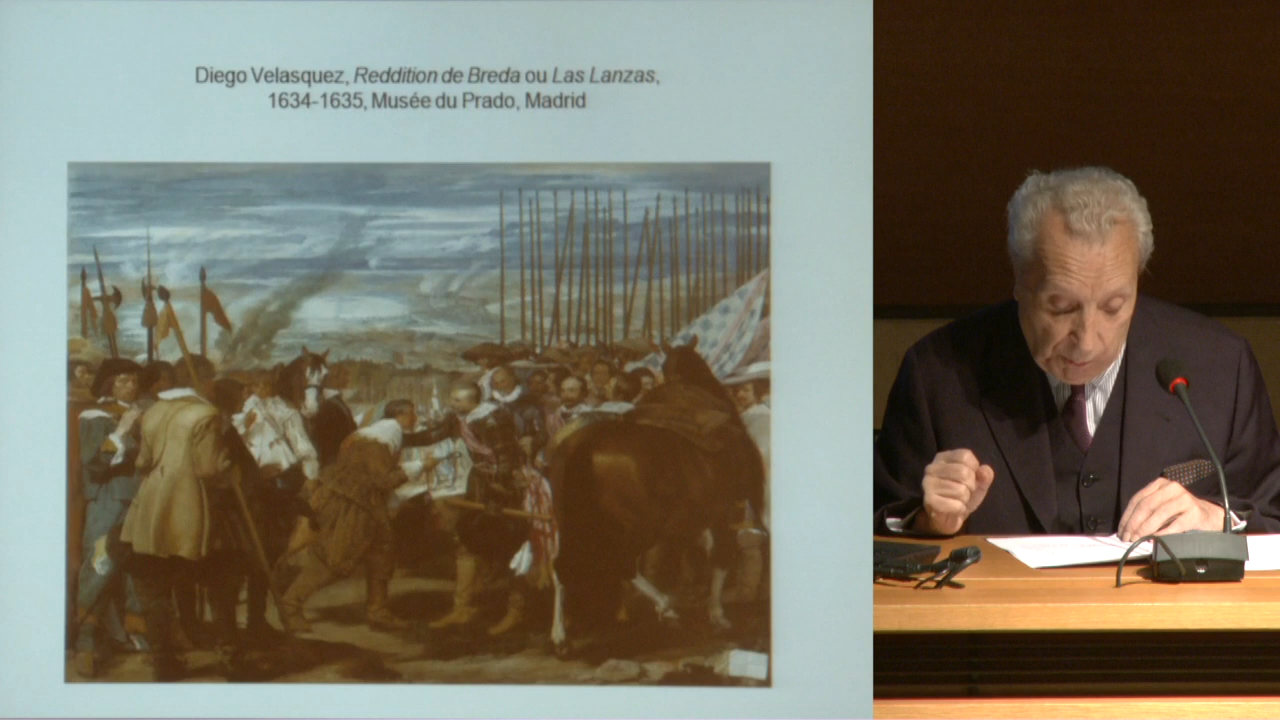 Diego Velasquez, Reddition de Breda ou Las Lanzas,
1634-1635, Musée du Prado, Madrid